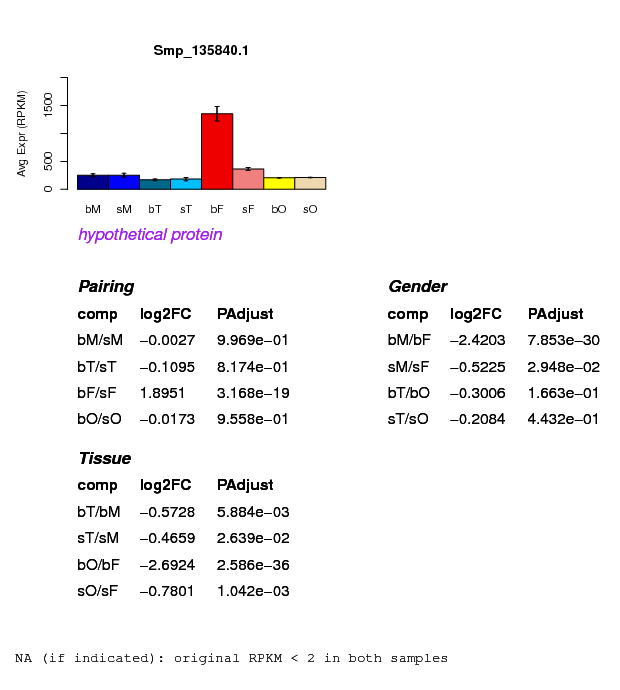 Smp_135840.1
Avg Expr (RPKM)
1500
500
0
bM sM bT sT bF sF bO sO
hypothetical protein
Pairing
comp log2FC PAdjust
bM/sM −0.0027 9.969e−01
bT/sT −0.1095 8.174e−01
bF/sF 1.8951 3.168e−19
bO/sO −0.0173 9.558e−01
Gender
comp log2FC PAdjust
bM/bF −2.4203 7.853e−30
sM/sF −0.5225 2.948e−02
bT/bO −0.3006 1.663e−01
sT/sO −0.2084 4.432e−01
Tissue
comp log2FC PAdjust
bT/bM −0.5728 5.884e−03
sT/sM −0.4659 2.639e−02
bO/bF −2.6924 2.586e−36
sO/sF −0.7801 1.042e−03
NA (if indicated): original RPKM < 2 in both samples